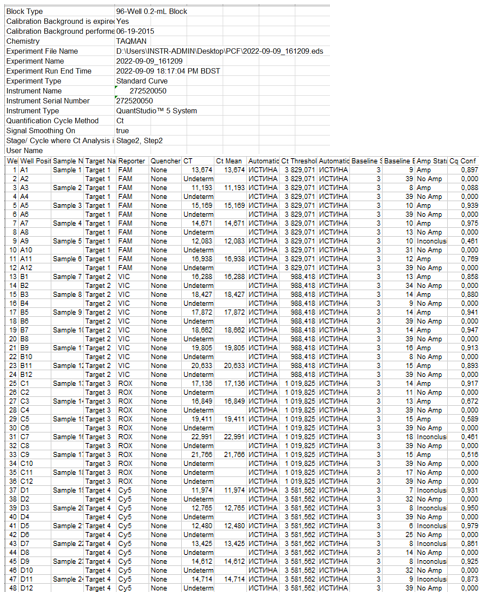 Block Type 96-Well 0.2-mL Block
Calibration Background is expire Yes
Calibration Background performe 06-19-2015
Chemistry TAQMAN
Experiment File Name D:\Users\INSTR-ADMIN\Desktop\PCF\2022-09-09_161209.eds
Experiment Name 2022-09-09_161209
Experiment Run End Time 2022-09-09 18:17:04 PM BDST
Experiment Type Standard Curve
Instrument Name 272520050
Instrument Serial Number 272520050
Instrument Type QuantStudio™ 5 System
Quantification Cycle Method Ct
Signal Smoothing On true
Stage/ Cycle where Ct Analysis i Stage2, Step2
User Name
We Well Posit Sample N Target Na Reporter Quencher CT Ct Mean Automatic Ct Threshol Automatic Baseline S Baseline E Amp Statu Cq Conf
1 A1 Sample 1 Target 1 FAM None 13,674 13,674 ИСТИНА 3 829,071 ИСТИНА 3 9 Amp 0,897
2 A2 Target 1 FAM None Undeterm ИСТИНА 3 829,071 ИСТИНА 3 39 No Amp 0,000
3 A3 Sample 2 Target 1 FAM None 11,193 11,193 ИСТИНА 3 829,071 ИСТИНА 3 8 Amp 0,088
4 A4 Target 1 FAM None Undeterm ИСТИНА 3 829,071 ИСТИНА 3 39 No Amp 0,000
5 A5 Sample 3 Target 1 FAM None 15,169 15,169 ИСТИНА 3 829,071 ИСТИНА 3 10 Amp 0,939
6 A6 Target 1 FAM None Undeterm ИСТИНА 3 829,071 ИСТИНА 3 39 No Amp 0,000
7 A7 Sample 4 Target 1 FAM None 14,671 14,671 ИСТИНА 3 829,071 ИСТИНА 3 10 Amp 0,975
8 A8 Target 1 FAM None Undeterm ИСТИНА 3 829,071 ИСТИНА 3 13 No Amp 0,000
9 A9 Sample 5 Target 1 FAM None 12,083 12,083 ИСТИНА 3 829,071 ИСТИНА 3 10 Inconclusi 0,461
10 A10 Target 1 FAM None Undeterm ИСТИНА 3 829,071 ИСТИНА 3 31 No Amp 0,000
11 A11 Sample 6 Target 1 FAM None 16,938 16,938 ИСТИНА 3 829,071 ИСТИНА 3 12 Amp 0,769
12 A12 Target 1 FAM None Undeterm ИСТИНА 3 829,071 ИСТИНА 3 39 No Amp 0,000
13 B1 Sample 7 Target 2 VIC None 16,288 16,288 ИСТИНА 988,418 ИСТИНА 3 13 Amp 0,858
14 B2 Target 2 VIC None Undeterm ИСТИНА 988,418 ИСТИНА 3 34 No Amp 0,000
15 B3 Sample 8 Target 2 VIC None 18,427 18,427 ИСТИНА 988,418 ИСТИНА 3 14 Amp 0,880
16 B4 Target 2 VIC None Undeterm ИСТИНА 988,418 ИСТИНА 3 9 No Amp 0,000
17 B5 Sample 9 Target 2 VIC None 17,872 17,872 ИСТИНА 988,418 ИСТИНА 3 14 Amp 0,941
18 B6 Target 2 VIC None Undeterm ИСТИНА 988,418 ИСТИНА 3 39 No Amp 0,000
19 B7 Sample 10 Target 2 VIC None 18,662 18,662 ИСТИНА 988,418 ИСТИНА 3 14 Amp 0,947
20 B8 Target 2 VIC None Undeterm ИСТИНА 988,418 ИСТИНА 3 39 No Amp 0,000
21 B9 Sample 1 Target 2 VIC None 19,805 19,805 ИСТИНА 988,418 ИСТИНА 3 16 Amp 0,913
22 B10 Target 2 VIC None Undeterm ИСТИНА 988,418 ИСТИНА 3 8 No Amp 0,000
23 B11 Sample 12 Target 2 VIC None 20,633 20,633 ИСТИНА 988,418 ИСТИНА 3 15 Amp 0,893
24 B12 Target 2 VIC None Undeterm ИСТИНА 988,418 ИСТИНА 3 39 No Amp 0,000
25 C1 Sample 13 Target 3 ROX None 17,136 17,136 ИСТИНА 1 019,825 ИСТИНА 3 14 Amp 0,917
26 C2 Target 3 ROX None Undeterm ИСТИНА 1 019,825 ИСТИНА 3 11 No Amp 0,000
27 C3 Sample 14 Target 3 ROX None 16,849 16,849 ИСТИНА 1 019,825 ИСТИНА 3 13 Amp 0,672
28 C4 Target 3 ROX None Undeterm ИСТИНА 1 019,825 ИСТИНА 3 39 No Amp 0,000
29 C5 Sample 15 Target 3 ROX None 19,411 19,411 ИСТИНА 1 019,825 ИСТИНА 3 15 Amp 0,589
30 C6 Target 3 ROX None Undeterm ИСТИНА 1 019,825 ИСТИНА 3 39 No Amp 0,000
31 C7 Sample 16 Target 3 ROX None 22,991 22,991 ИСТИНА 1 019,825 ИСТИНА 3 18 Inconclusi 0,461
32 C8 Target 3 ROX None Undeterm ИСТИНА 1 019,825 ИСТИНА 3 39 No Amp 0,000
33 C9 Sample 17 Target 3 ROX None 21,766 21,766 ИСТИНА 1 019,825 ИСТИНА 3 15 Amp 0,516
34 C10 Target 3 ROX None Undeterm ИСТИНА 1 019,825 ИСТИНА 3 39 No Amp 0,000
35 C11 Sample 18 Target 3 ROX None Undeterm ИСТИНА 1 019,825 ИСТИНА 3 17 No Amp 0,000
36 C12 Target 3 ROX None Undeterm ИСТИНА 1 019,825 ИСТИНА 3 39 No Amp 0,000
37 D1 Sample 19 Target 4 Cy5 None 11,974 11,974 ИСТИНА 3 581,562 ИСТИНА 3 7 Inconclusi 0,931
38 D2 Target 4 Cy5 None Undeterm ИСТИНА 3 581,562 ИСТИНА 3 32 No Amp 0,000
39 D3 Sample 20 Target 4 Cy5 None 12,765 12,765 ИСТИНА 3 581,562 ИСТИНА 3 8 Inconclusi 0,950
40 D4 Target 4 Cy5 None Undeterm ИСТИНА 3 581,562 ИСТИНА 3 39 No Amp 0,000
41 D5 Sample 2 Target 4 Cy5 None 12,480 12,480 ИСТИНА 3 581,562 ИСТИНА 3 6 Inconclusi 0,979
42 D6 Target 4 Cy5 None Undeterm ИСТИНА 3 581,562 ИСТИНА 3 25 No Amp 0,000
43 D7 Sample 22 Target 4 Cy5 None 13,425 13,425 ИСТИНА 3 581,562 ИСТИНА 3 8 Inconclusi 0,861
44 D8 Target 4 Cy5 None Undeterm ИСТИНА 3 581,562 ИСТИНА 3 14 No Amp 0,000
45 D9 Sample 23 Target 4 Cy5 None 14,612 14,612 ИСТИНА 3 581,562 ИСТИНА 3 8 Inconclusi 0,925
46 D10 Target 4 Cy5 None Undeterm ИСТИНА 3 581,562 ИСТИНА 3 32 No Amp 0,000
47 D11 Sample 24 Target 4 Cy5 None 14,714 14,714 ИСТИНА 3 581,562 ИСТИНА 3 9 Inconclusi 0,873
48 D12 Target 4 Cy5 None Undeterm ИСТИНА 3 581,562 ИСТИНА 3 39 No Amp 0,000